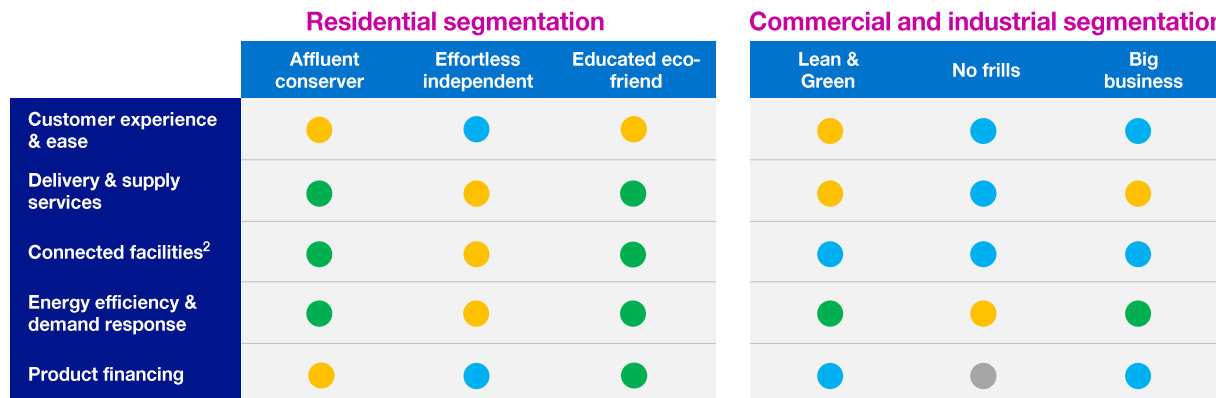 Residential segmentation
Commercial and industrial segmentation
Affluent
conserver
Effortless
independent
Educated eco-
friend
Lean &
Green
No frills
Big
business
Customer experience
& ease
Delivery & supply
services
Connected facilities2
Energy efficiency &
demand response
Product financing